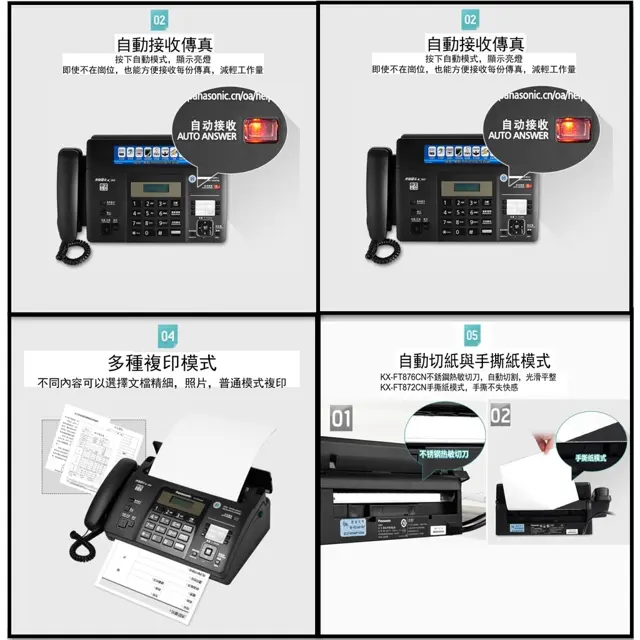 02
自動接收傳真
按下自動模式，顯示亮燈
即使不在崗位，也能方便接收每份傳真，減輕工作量
panasonic.cn/oa/help
自动接收
AUTO ANSWER
02
自動接收傳真
按下自動模式，顯示亮燈
即使不在崗位，也能方便接收每份傳真，減輕工作量
panasonic.cn/oa/help
自动接收
AUTO ANSWER
04
多種複印模式
不同內容可以選擇文檔精細，照片，普通模式複印
Panasonic
05
自動切紙與手撕紙模式
KX-FT876CN不銹鋼熱敏切刀，自動切割，光滑平整
KX-FT872CN手撕紙模式，手撕不失快感
01
不锈钢热敏切刀
Panasonic
02
手撕紙模式